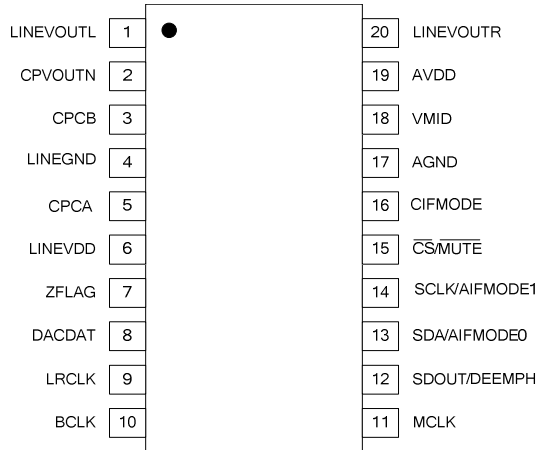 LINEVOUTL 1 20 LINEVOUTR
CPVOUTN 2 19 AVDD
CPCB 3 18 VMID
LINEGND 4 17 AGND
CPCA 5 16 CIFMODE
LINEVDD 6 15 CS/MUTE
ZFLAG 7 14 SCLK/AIFMODE1
DACDAT 8 13 SDA/AIFMODE0
LRCLK 9 12 SDOUT/DEEMPH
BCLK 10 11 MCLK